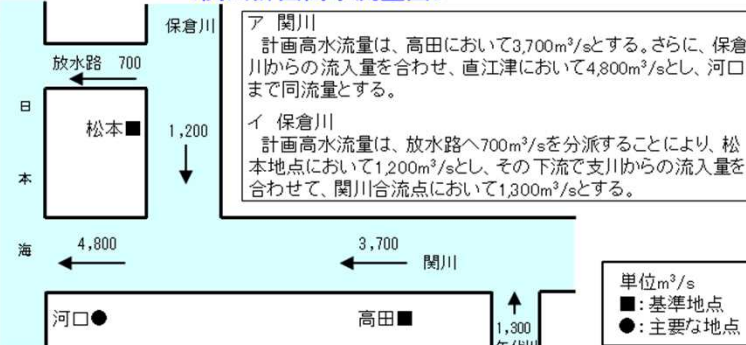 保倉川
放水路 700
松本■
1,200
日本海
4,800
3,700
関川
河口●
高田■
1,300
ア 関川
計画高水流量は、高田において3,700m³/sとする。さらに、保倉
川からの流入量を合わせ、直江津において4,800m³/sとし、河口
まで同流量とする。
イ 保倉川
計画高水流量は、放水路へ700m³/sを分派することにより、松
本地点において1,200m³/sとし、その下流で支川からの流入量を
合わせて、関川合流点において1,300m³/sとする。
単位m³/s
■:基準地点
●:主要な地点